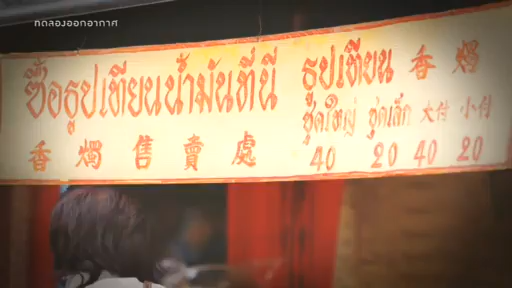 ทดลองออกอากาศ
ซื้อธูปเทียนน้ำมันที่นี่
香燭售賣處
ธูปเทียน 香燭
ชุดใหญ่ ชุดเล็ก 大付 小付
40 20 40 20